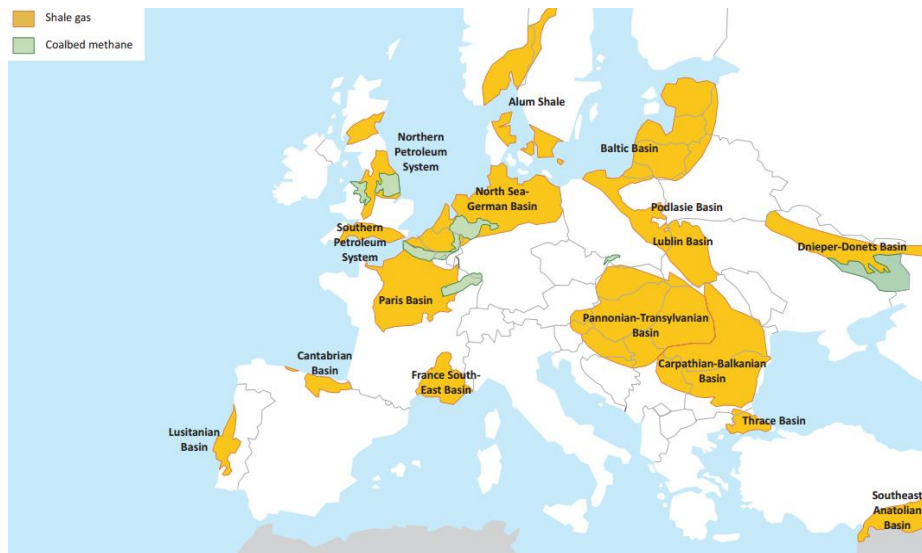 Shale gas
Coalbed methane
Alum Shale
Northern
Petroleum
System
Baltic Basin
North Sea-
German Basin
Podlasie Basin
Southern
Petroleum
System
Lublin Basin
Dnieper-Donets Basin
Paris Basin
Pannonian-Transylvanian
Basin
Cantabrian
Basin
France South-
East Basin
Carpathian-Balkanian
Basin
Lusitanian
Basin
Thrace Basin
Southeast
Anatolian
Basin